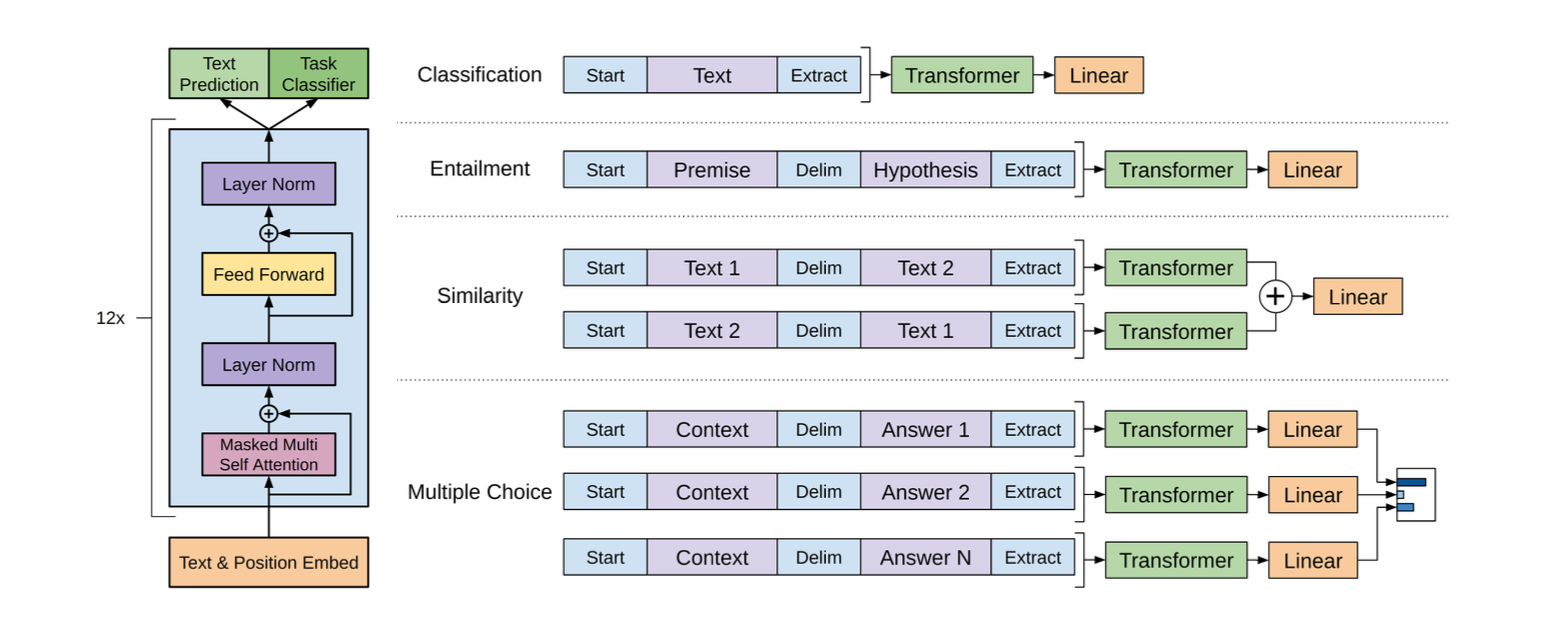 Text
Prediction
Task
Classifier
Layer Norm
Feed Forward
12x
Layer Norm
Masked Multi
Self Attention
Text & Position Embed
Classification
Start
Text
Extract
Transformer
Linear
Entailment
Start
Premise
Delim
Hypothesis
Extract
Transformer
Linear
Similarity
Start
Text 1
Delim
Text 2
Extract
Transformer
Start
Text 2
Delim
Text 1
Extract
Transformer
Linear
Multiple Choice
Start
Context
Delim
Answer 1
Extract
Transformer
Linear
Start
Context
Delim
Answer 2
Extract
Transformer
Linear
Start
Context
Delim
Answer N
Extract
Transformer
Linear